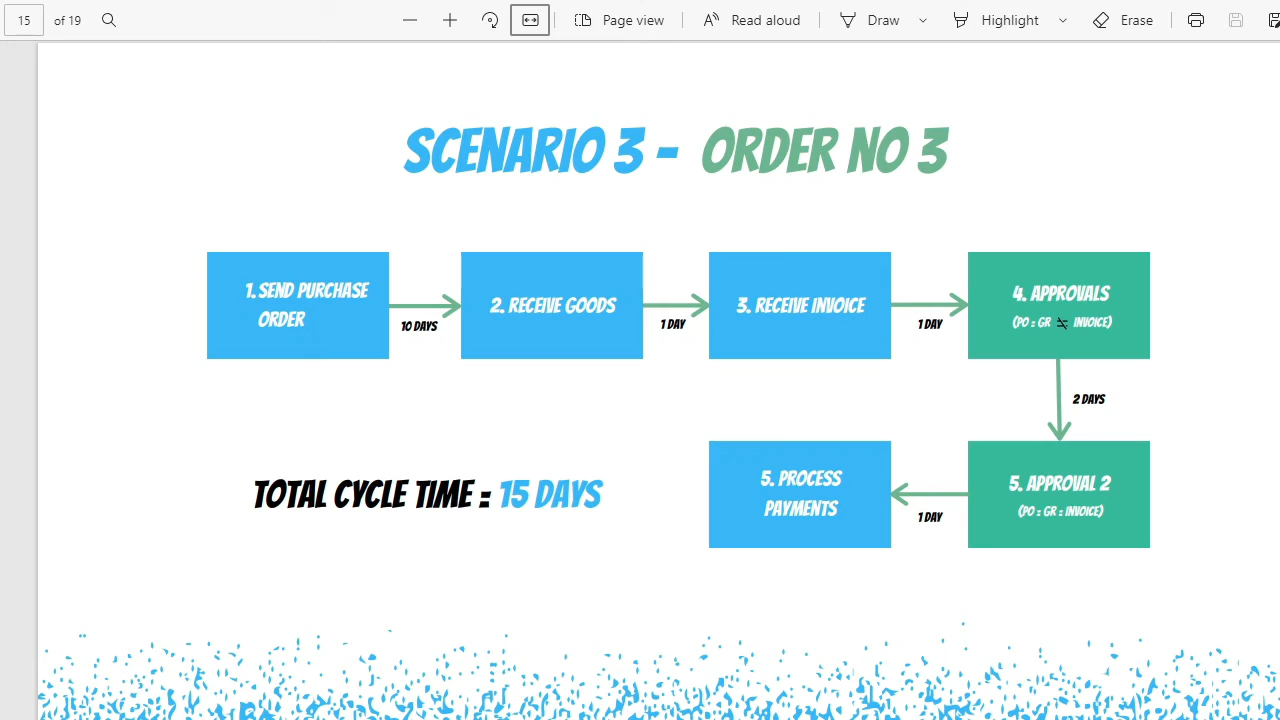 15 of 19 Page view Read aloud Draw Highlight Erase
SCENARIO 3 - ORDER NO 3
1. SEND PURCHASE
ORDER
10 DAYS
2. RECEIVE GOODS
1 DAY
3. RECEIVE INVOICE
1 DAY
4. APPROVALS
(PO = GR ≠ INVOICE)
2 DAYS
5. APPROVAL 2
(PO = GR = INVOICE)
1 DAY
5. PROCESS
PAYMENTS
TOTAL CYCLE TIME = 15 DAYS